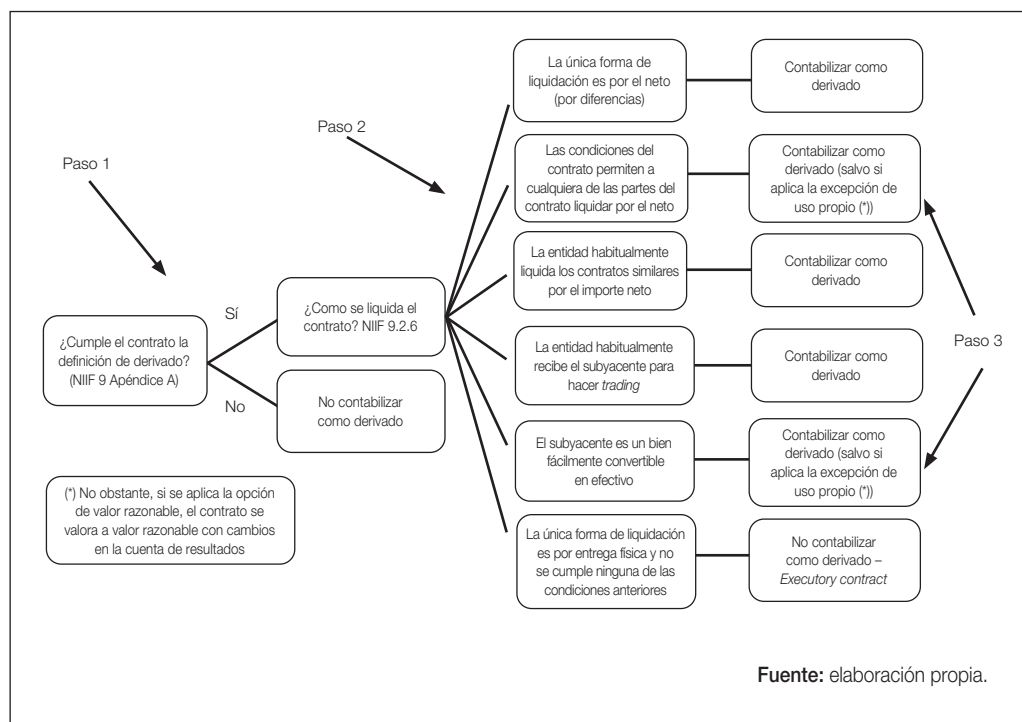 Paso 1
Paso 2
Paso 3
¿Cumple el contrato la
definición de derivado?
(NIIF 9 Apéndice A)
Sí
No
¿Como se liquida el
contrato? NIIF 9.2.6
No contabilizar
como derivado
La única forma de
liquidación es por el neto
(por diferencias)
Contabilizar como
derivado
Las condiciones del
contrato permiten a
cualquiera de las partes del
contrato liquidar por el neto
Contabilizar como
derivado (salvo si
aplica la excepción de
uso propio (*))
La entidad habitualmente
liquida los contratos similares
por el importe neto
Contabilizar como
derivado
La entidad habitualmente
recibe el subyacente para
hacer trading
Contabilizar como
derivado
El subyacente es un bien
fácilmente convertible
en efectivo
Contabilizar como
derivado (salvo si
aplica la excepción de
uso propio (*))
La única forma de liquidación
es por entrega física y no
se cumple ninguna de las
condiciones anteriores
No contabilizar
como derivado –
Executory contract
(*) No obstante, si se aplica la opción
de valor razonable, el contrato se
valora a valor razonable con cambios
en la cuenta de resultados
Fuente: elaboración propia.